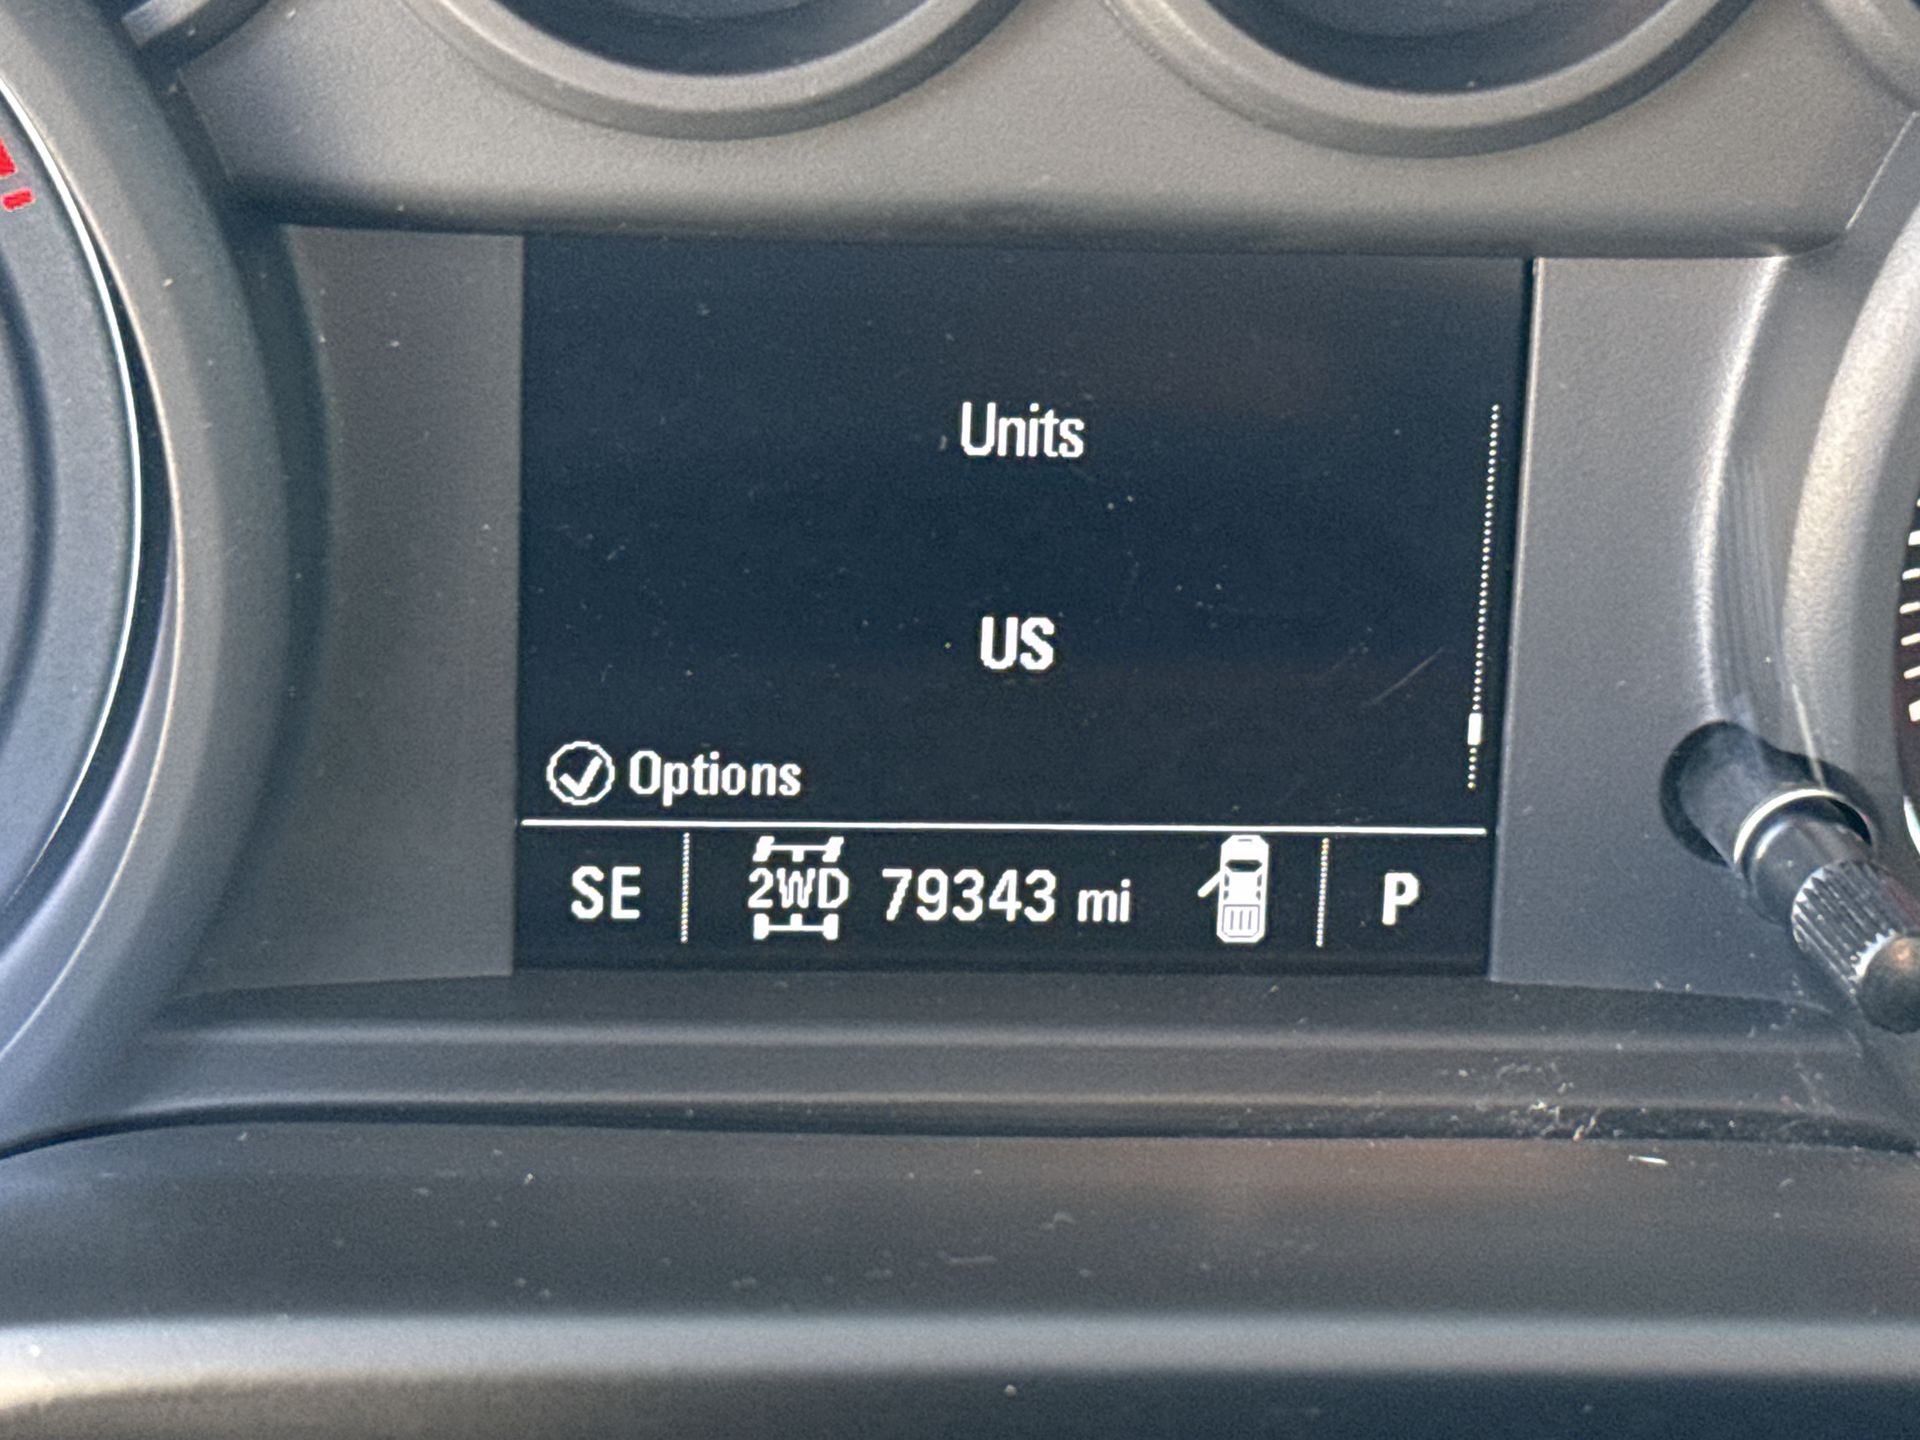 Units
US
Options
SE 2WD 79343 mi P